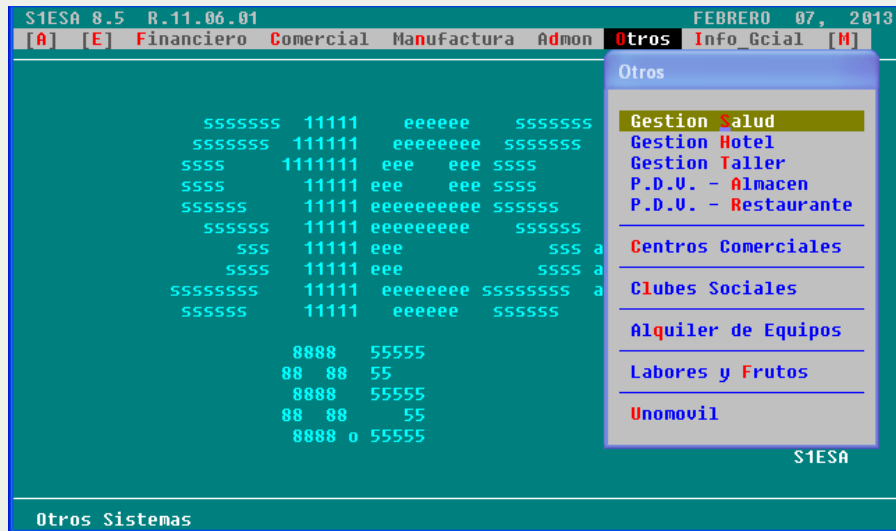 S1ESA 8.5 R.11.06.01 FEBRERO 07, 2013
[A] [E] Financiero Comercial Manufactura Admon Otros Info_Gcial [M]
Otros
Gestion Salud
Gestion Hotel
Gestion Taller
P.D.V. - Almacen
P.D.V. - Restaurante
Centros Comerciales
Clubes Sociales
Alquiler de Equipos
Labores y Frutos
Unomovil
sssssss 11111 eeeeee sssssss
sssssss 111111 eeeeeeee sssssss
ssss 1111111 eee eee ssss
ssss 11111 eee eee ssss
ssssss 11111 eeeeeeeeee ssssss
ssssss 11111 eeeeeeeee ssssss
sss 11111 eee sss a
ssss 11111 eee ssss a
ssssssss 11111 eeeeeeee ssssssss a
ssssss 11111 eeeeee ssssss
8888 55555
88 88 55
8888 55555
88 88 55
8888 o 55555
S1ESA
Otros Sistemas